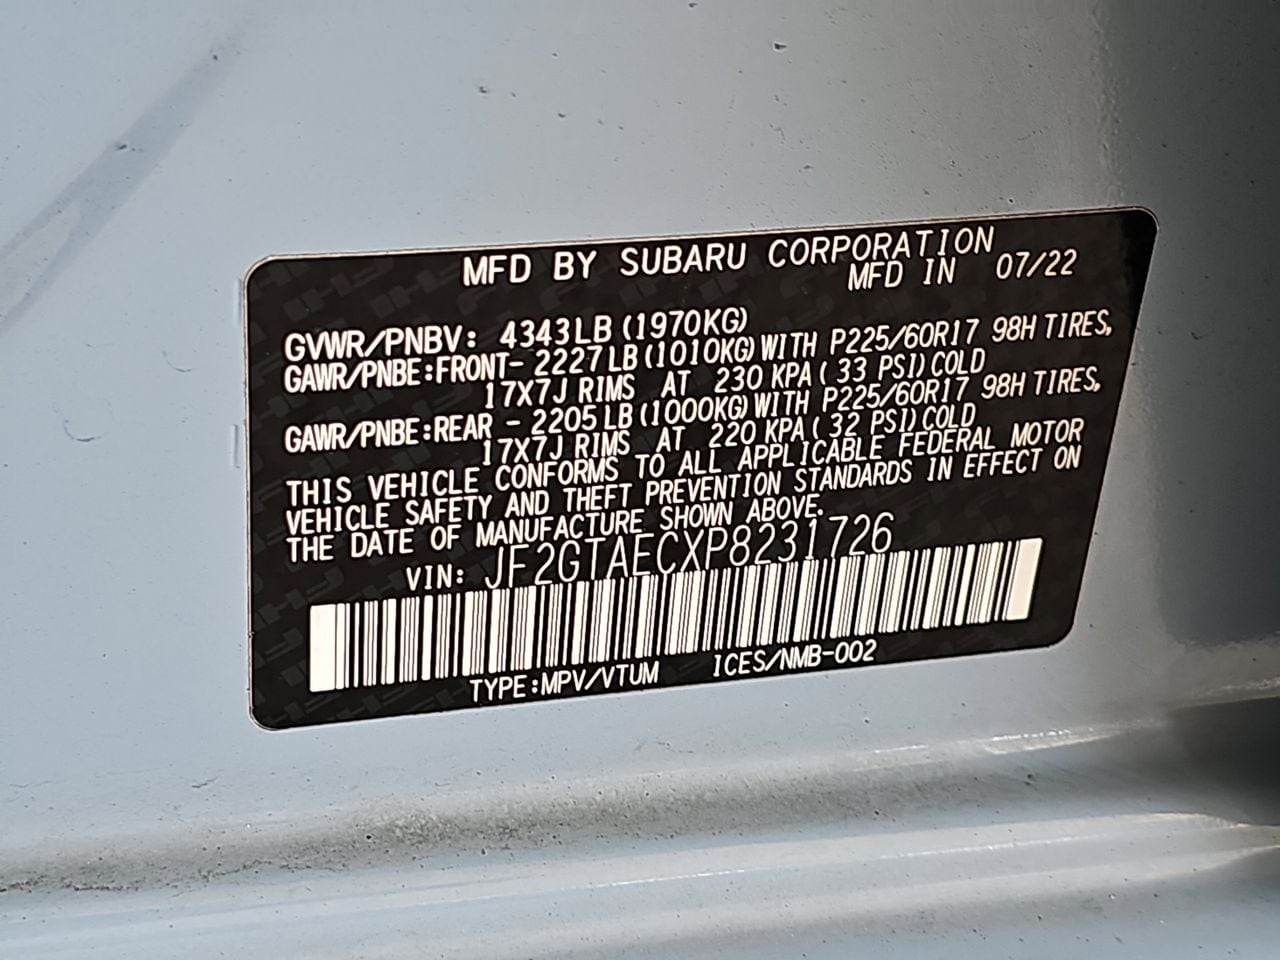 MFD BY SUBARU CORPORATION
MFD IN 07/22
GVWR/PNBV: 4343LB (1970KG)
GAWR/PNBE:FRONT- 2227LB (1010KG) WITH P225/60R17 98H TIRES,
17X7J RIMS AT 230 KPA ( 33 PSI) COLD
GAWR/PNBE:REAR - 2205LB (1000KG) WITH P225/60R17 98H TIRES,
17X7J RIMS AT 220 KPA ( 32 PSI) COLD
THIS VEHICLE CONFORMS TO ALL APPLICABLE FEDERAL MOTOR
VEHICLE SAFETY AND THEFT PREVENTION STANDARDS IN EFFECT ON
THE DATE OF MANUFACTURE SHOWN ABOVE.
VIN: JF2GTAECXP8231726
TYPE:MPV/VTUM ICES/NMB-002